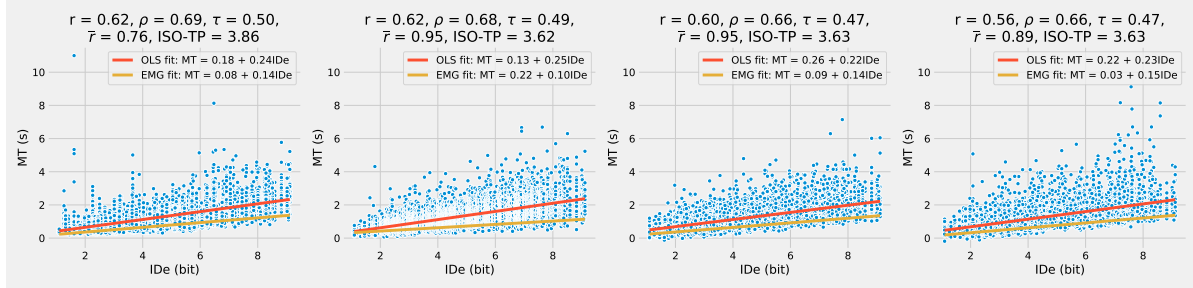 r = 0.62, ρ = 0.69, τ = 0.50,
r̅ = 0.76, ISO-TP = 3.86
OLS fit: MT = 0.18 + 0.24IDe
EMG fit: MT = 0.08 + 0.14IDe
MT (s)
10
8
6
4
2
0
2 4 6 8
IDe (bit)
r = 0.62, ρ = 0.68, τ = 0.49,
r̅ = 0.95, ISO-TP = 3.62
OLS fit: MT = 0.13 + 0.25IDe
EMG fit: MT = 0.22 + 0.10IDe
MT (s)
10
8
6
4
2
0
2 4 6 8
IDe (bit)
r = 0.60, ρ = 0.66, τ = 0.47,
r̅ = 0.95, ISO-TP = 3.63
OLS fit: MT = 0.26 + 0.22IDe
EMG fit: MT = 0.09 + 0.14IDe
MT (s)
10
8
6
4
2
0
2 4 6 8
IDe (bit)
r = 0.56, ρ = 0.66, τ = 0.47,
r̅ = 0.89, ISO-TP = 3.63
OLS fit: MT = 0.22 + 0.23IDe
EMG fit: MT = 0.03 + 0.15IDe
MT (s)
10
8
6
4
2
0
2 4 6 8
IDe (bit)